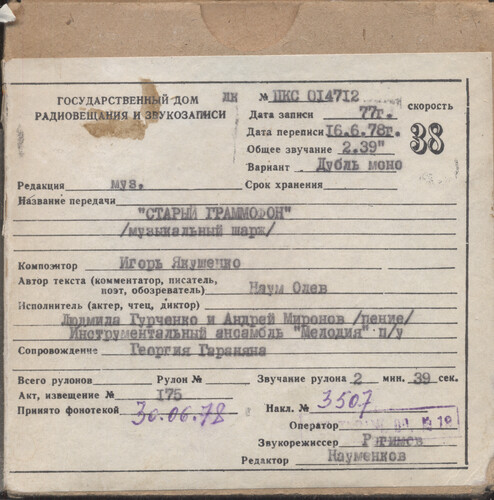 ГОСУДАРСТВЕННЫЙ ДОМ
РАДИОВЕЩАНИЯ И ЗВУКОЗАПИСИ
№ ЦКС 014712
Дата записи 77г. скорость
Дата переписи 16.6.78г. 38
Общее звучание 2.39"
Вариант Дубль моно
Редакция муз. Срок хранения
Название передачи
"СТАРЫЙ ГРАММОФОН"
/музыкальный шарж/
Композитор Игорь Якушенко
Автор текста (комментатор, писатель,
поэт, обозреватель) Наум Олев
Исполнитель (актер, чтец, диктор)
Людмила Гурченко и Андрей Миронов /пение/
Инструментальный ансамбль "Мелодия" п/у
Сопровождение Георгия Гараняна
Всего рулонов Рулон № Звучание рулона 2 мин. 39 сек.
Акт, извещение № 175
Принято фонотекой 30.06.78 Накл. № 3507
Оператор № 19
Звукорежиссер
Редактор Науменков